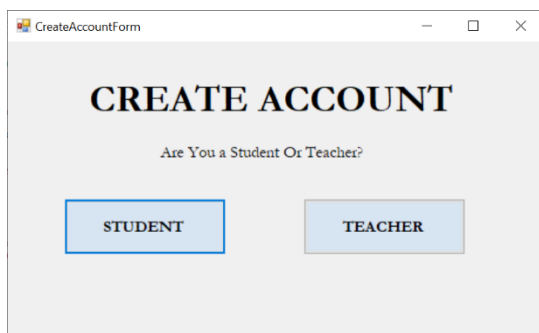 CreateAccountForm
CREATE ACCOUNT
Are You a Student Or Teacher?
STUDENT
TEACHER